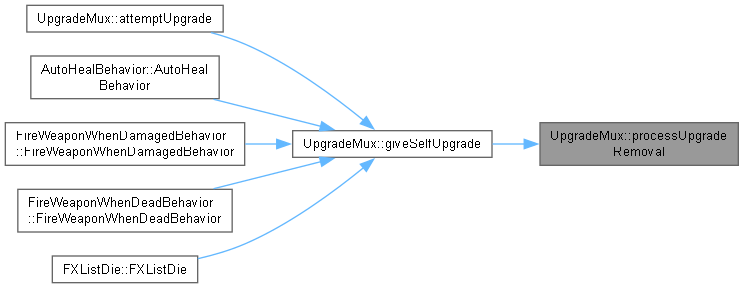 UpgradeMux::attemptUpgrade
AutoHealBehavior::AutoHeal
Behavior
FireWeaponWhenDamagedBehavior
::FireWeaponWhenDamagedBehavior
FireWeaponWhenDeadBehavior
::FireWeaponWhenDeadBehavior
FXListDie::FXListDie
UpgradeMux::giveSelfUpgrade
UpgradeMux::processUpgrade
Removal